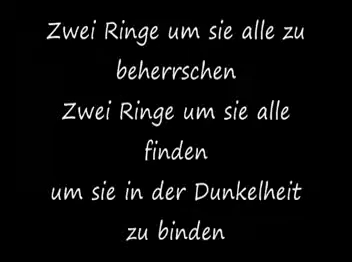 Zwei Ringe um sie alle zu
beherrschen
Zwei Ringe um sie alle
finden
um sie in der Dunkelheit
zu binden